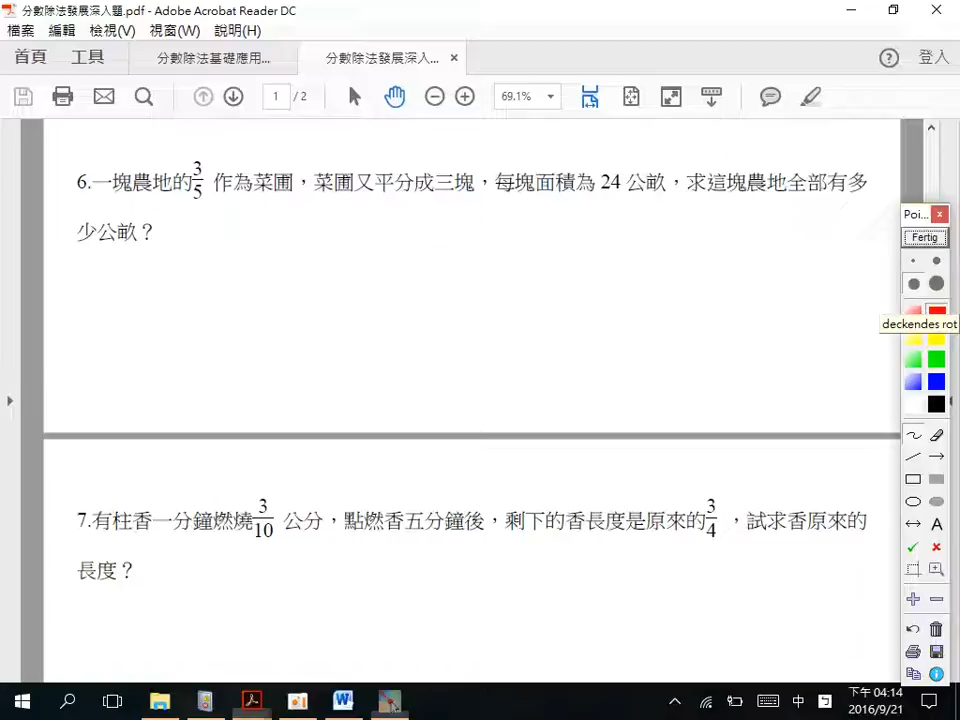 分數除法發展深入題.pdf - Adobe Acrobat Reader DC
檔案 編輯 檢視(V) 視窗(W) 說明(H)
首頁 工具 分數除法基礎應用... 分數除法發展深入... × ? 登入
1 / 2 69.1%
6.一塊農地的3/5 作為菜圃，菜圃又平分成三塊，每塊面積為 24 公畝，求這塊農地全部有多
少公畝？
Poi...
Fertig
deckendes rot
A
7.有柱香一分鐘燃燒3/10 公分，點燃香五分鐘後，剩下的香長度是原來的3/4 ，試求香原來的
長度？
中
下午 04:14
2016/9/21